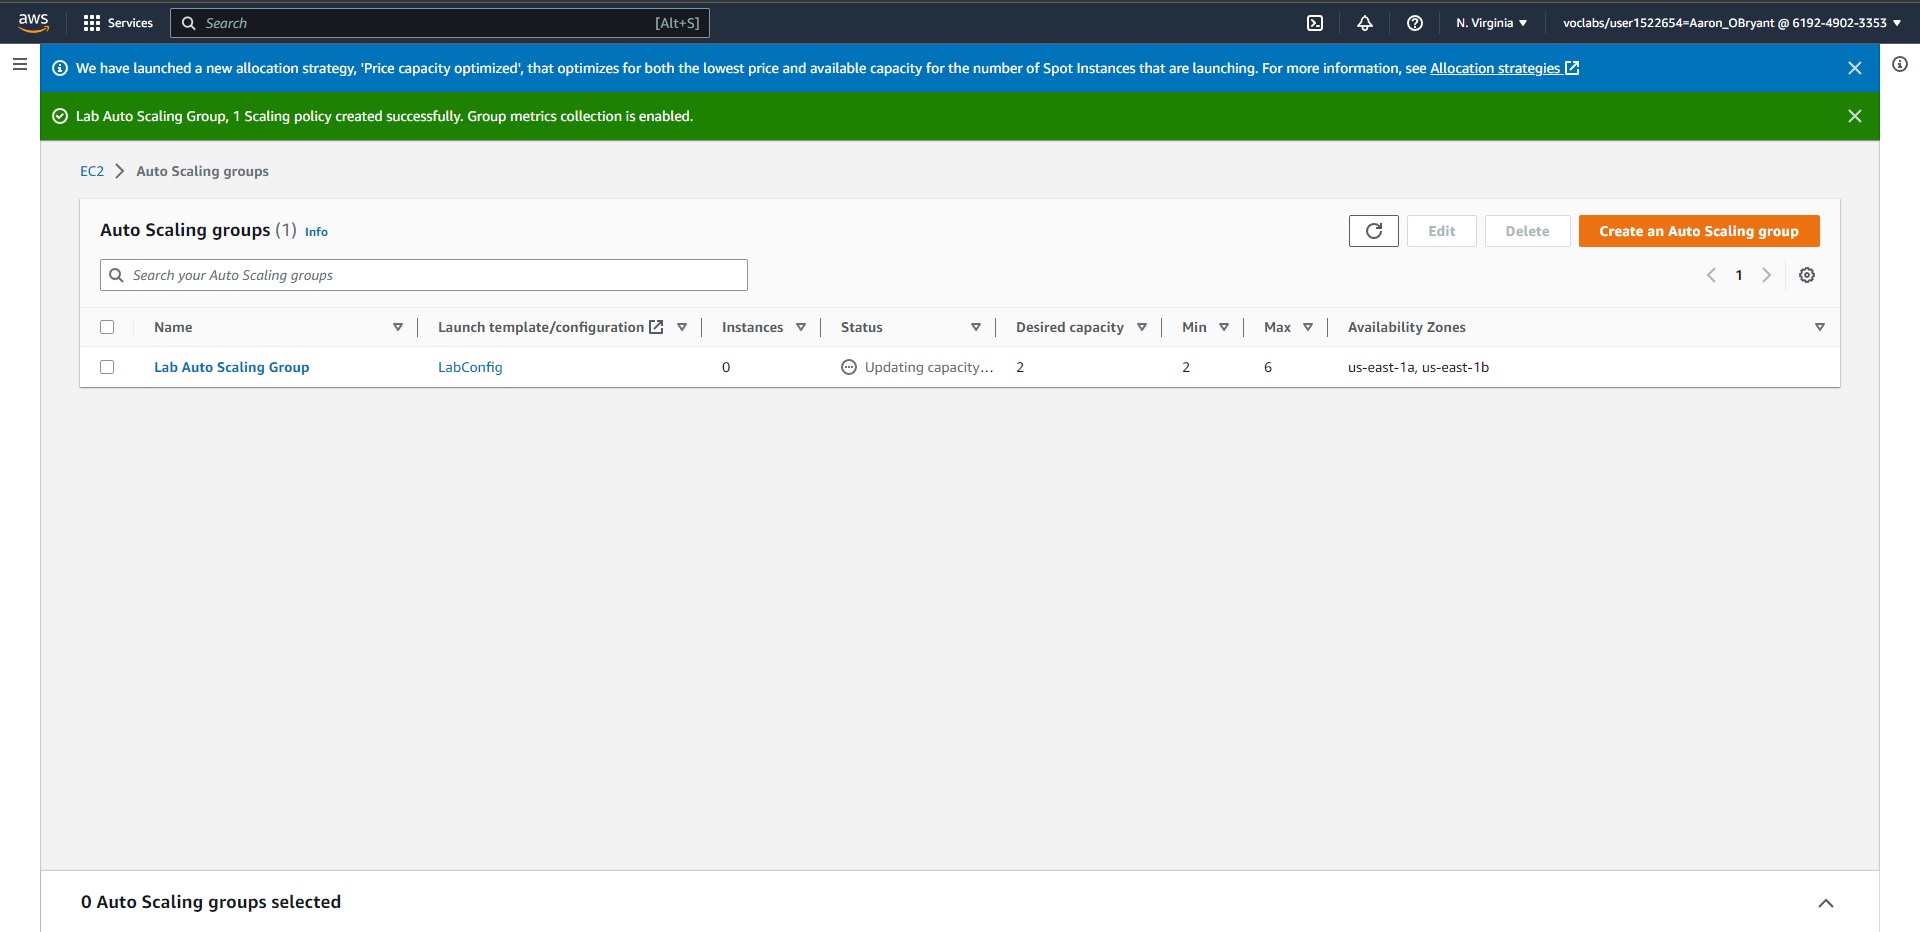 aws Services Search [Alt+S] N. Virginia ▼ voclabs/user1522654=Aaron_OBryant @ 6192-4902-3353 ▼
We have launched a new allocation strategy, 'Price capacity optimized', that optimizes for both the lowest price and available capacity for the number of Spot Instances that are launching. For more information, see Allocation strategies
Lab Auto Scaling Group, 1 Scaling policy created successfully. Group metrics collection is enabled.
EC2 > Auto Scaling groups
Auto Scaling groups (1) Info Edit Delete Create an Auto Scaling group
Search your Auto Scaling groups 1
Name Launch template/configuration Instances Status Desired capacity Min Max Availability Zones
Lab Auto Scaling Group LabConfig 0 Updating capacity... 2 2 6 us-east-1a, us-east-1b
0 Auto Scaling groups selected